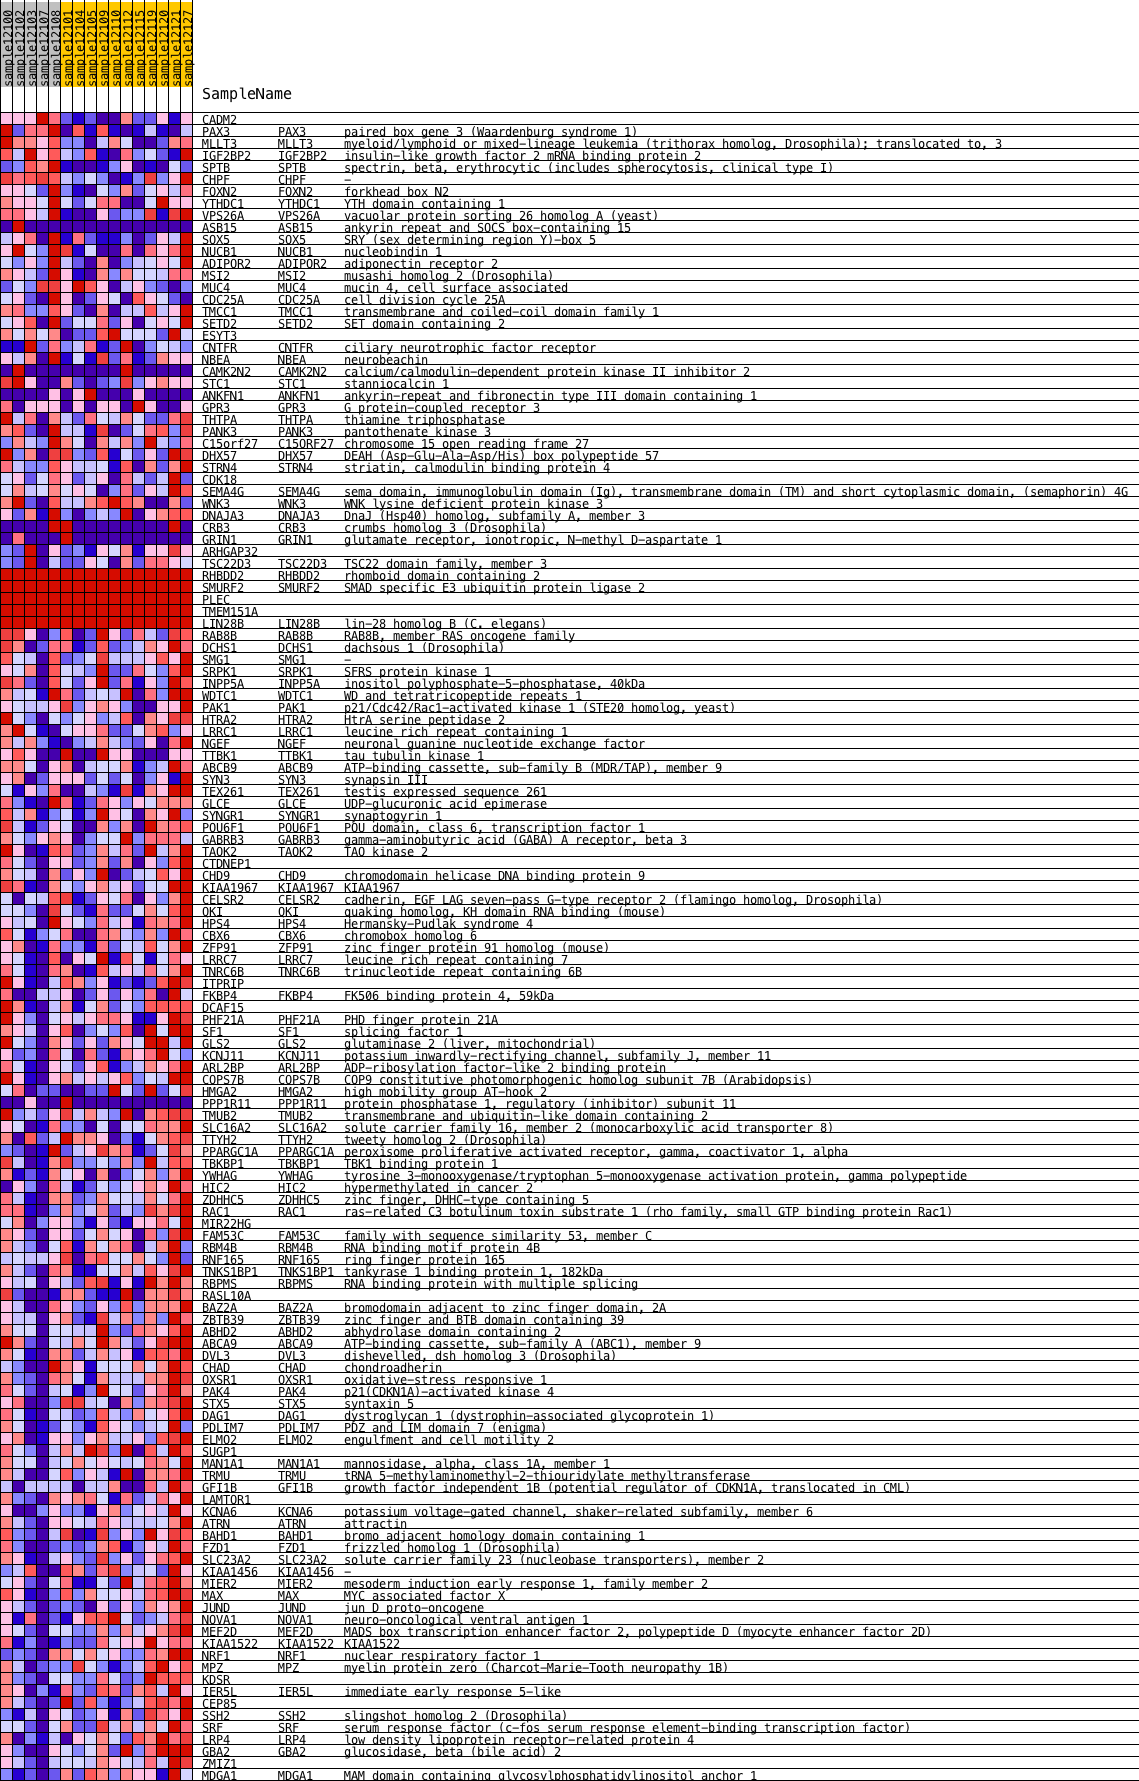 sample12100
sample12102
sample12103
sample12107
sample12108
sample12101
sample12104
sample12105
sample12109
sample12110
sample12112
sample12115
sample12119
sample12120
sample12121
sample12127
SampleName
CADM2
PAX3 PAX3 paired box gene 3 (Waardenburg syndrome 1)
MLLT3 MLLT3 myeloid/lymphoid or mixed-lineage leukemia (trithorax homolog, Drosophila); translocated to, 3
IGF2BP2 IGF2BP2 insulin-like growth factor 2 mRNA binding protein 2
SPTB SPTB spectrin, beta, erythrocytic (includes spherocytosis, clinical type I)
CHPF CHPF -
FOXN2 FOXN2 forkhead box N2
YTHDC1 YTHDC1 YTH domain containing 1
VPS26A VPS26A vacuolar protein sorting 26 homolog A (yeast)
ASB15 ASB15 ankyrin repeat and SOCS box-containing 15
SOX5 SOX5 SRY (sex determining region Y)-box 5
NUCB1 NUCB1 nucleobindin 1
ADIPOR2 ADIPOR2 adiponectin receptor 2
MSI2 MSI2 musashi homolog 2 (Drosophila)
MUC4 MUC4 mucin 4, cell surface associated
CDC25A CDC25A cell division cycle 25A
TMCC1 TMCC1 transmembrane and coiled-coil domain family 1
SETD2 SETD2 SET domain containing 2
ESYT3
CNTFR CNTFR ciliary neurotrophic factor receptor
NBEA NBEA neurobeachin
CAMK2N2 CAMK2N2 calcium/calmodulin-dependent protein kinase II inhibitor 2
STC1 STC1 stanniocalcin 1
ANKFN1 ANKFN1 ankyrin-repeat and fibronectin type III domain containing 1
GPR3 GPR3 G protein-coupled receptor 3
THTPA THTPA thiamine triphosphatase
PANK3 PANK3 pantothenate kinase 3
C15orf27 C15ORF27 chromosome 15 open reading frame 27
DHX57 DHX57 DEAH (Asp-Glu-Ala-Asp/His) box polypeptide 57
STRN4 STRN4 striatin, calmodulin binding protein 4
CDK18
SEMA4G SEMA4G sema domain, immunoglobulin domain (Ig), transmembrane domain (TM) and short cytoplasmic domain, (semaphorin) 4G
WNK3 WNK3 WNK lysine deficient protein kinase 3
DNAJA3 DNAJA3 DnaJ (Hsp40) homolog, subfamily A, member 3
CRB3 CRB3 crumbs homolog 3 (Drosophila)
GRIN1 GRIN1 glutamate receptor, ionotropic, N-methyl D-aspartate 1
ARHGAP32
TSC22D3 TSC22D3 TSC22 domain family, member 3
RHBDD2 RHBDD2 rhomboid domain containing 2
SMURF2 SMURF2 SMAD specific E3 ubiquitin protein ligase 2
PLEC
TMEM151A
LIN28B LIN28B lin-28 homolog B (C. elegans)
RAB8B RAB8B RAB8B, member RAS oncogene family
DCHS1 DCHS1 dachsous 1 (Drosophila)
SMG1 SMG1 -
SRPK1 SRPK1 SFRS protein kinase 1
INPP5A INPP5A inositol polyphosphate-5-phosphatase, 40kDa
WDTC1 WDTC1 WD and tetratricopeptide repeats 1
PAK1 PAK1 p21/Cdc42/Rac1-activated kinase 1 (STE20 homolog, yeast)
HTRA2 HTRA2 HtrA serine peptidase 2
LRRC1 LRRC1 leucine rich repeat containing 1
NGEF NGEF neuronal guanine nucleotide exchange factor
TTBK1 TTBK1 tau tubulin kinase 1
ABCB9 ABCB9 ATP-binding cassette, sub-family B (MDR/TAP), member 9
SYN3 SYN3 synapsin III
TEX261 TEX261 testis expressed sequence 261
GLCE GLCE UDP-glucuronic acid epimerase
SYNGR1 SYNGR1 synaptogyrin 1
POU6F1 POU6F1 POU domain, class 6, transcription factor 1
GABRB3 GABRB3 gamma-aminobutyric acid (GABA) A receptor, beta 3
TAOK2 TAOK2 TAO kinase 2
CTDNEP1
CHD9 CHD9 chromodomain helicase DNA binding protein 9
KIAA1967 KIAA1967 KIAA1967
CELSR2 CELSR2 cadherin, EGF LAG seven-pass G-type receptor 2 (flamingo homolog, Drosophila)
QKI QKI quaking homolog, KH domain RNA binding (mouse)
HPS4 HPS4 Hermansky-Pudlak syndrome 4
CBX6 CBX6 chromobox homolog 6
ZFP91 ZFP91 zinc finger protein 91 homolog (mouse)
LRRC7 LRRC7 leucine rich repeat containing 7
TNRC6B TNRC6B trinucleotide repeat containing 6B
ITPRIP
FKBP4 FKBP4 FK506 binding protein 4, 59kDa
DCAF15
PHF21A PHF21A PHD finger protein 21A
SF1 SF1 splicing factor 1
GLS2 GLS2 glutaminase 2 (liver, mitochondrial)
KCNJ11 KCNJ11 potassium inwardly-rectifying channel, subfamily J, member 11
ARL2BP ARL2BP ADP-ribosylation factor-like 2 binding protein
COPS7B COPS7B COP9 constitutive photomorphogenic homolog subunit 7B (Arabidopsis)
HMGA2 HMGA2 high mobility group AT-hook 2
PPP1R11 PPP1R11 protein phosphatase 1, regulatory (inhibitor) subunit 11
TMUB2 TMUB2 transmembrane and ubiquitin-like domain containing 2
SLC16A2 SLC16A2 solute carrier family 16, member 2 (monocarboxylic acid transporter 8)
TTYH2 TTYH2 tweety homolog 2 (Drosophila)
PPARGC1A PPARGC1A peroxisome proliferative activated receptor, gamma, coactivator 1, alpha
TBKBP1 TBKBP1 TBK1 binding protein 1
YWHAG YWHAG tyrosine 3-monooxygenase/tryptophan 5-monooxygenase activation protein, gamma polypeptide
HIC2 HIC2 hypermethylated in cancer 2
ZDHHC5 ZDHHC5 zinc finger, DHHC-type containing 5
RAC1 RAC1 ras-related C3 botulinum toxin substrate 1 (rho family, small GTP binding protein Rac1)
MIR22HG
FAM53C FAM53C family with sequence similarity 53, member C
RBM4B RBM4B RNA binding motif protein 4B
RNF165 RNF165 ring finger protein 165
TNKS1BP1 TNKS1BP1 tankyrase 1 binding protein 1, 182kDa
RBPMS RBPMS RNA binding protein with multiple splicing
RASL10A
BAZ2A BAZ2A bromodomain adjacent to zinc finger domain, 2A
ZBTB39 ZBTB39 zinc finger and BTB domain containing 39
ABHD2 ABHD2 abhydrolase domain containing 2
ABCA9 ABCA9 ATP-binding cassette, sub-family A (ABC1), member 9
DVL3 DVL3 dishevelled, dsh homolog 3 (Drosophila)
CHAD CHAD chondroadherin
OXSR1 OXSR1 oxidative-stress responsive 1
PAK4 PAK4 p21(CDKN1A)-activated kinase 4
STX5 STX5 syntaxin 5
DAG1 DAG1 dystroglycan 1 (dystrophin-associated glycoprotein 1)
PDLIM7 PDLIM7 PDZ and LIM domain 7 (enigma)
ELMO2 ELMO2 engulfment and cell motility 2
SUGP1
MAN1A1 MAN1A1 mannosidase, alpha, class 1A, member 1
TRMU TRMU tRNA 5-methylaminomethyl-2-thiouridylate methyltransferase
GFI1B GFI1B growth factor independent 1B (potential regulator of CDKN1A, translocated in CML)
LAMTOR1
KCNA6 KCNA6 potassium voltage-gated channel, shaker-related subfamily, member 6
ATRN ATRN attractin
BAHD1 BAHD1 bromo adjacent homology domain containing 1
FZD1 FZD1 frizzled homolog 1 (Drosophila)
SLC23A2 SLC23A2 solute carrier family 23 (nucleobase transporters), member 2
KIAA1456 KIAA1456 -
MIER2 MIER2 mesoderm induction early response 1, family member 2
MAX MAX MYC associated factor X
JUND JUND jun D proto-oncogene
NOVA1 NOVA1 neuro-oncological ventral antigen 1
MEF2D MEF2D MADS box transcription enhancer factor 2, polypeptide D (myocyte enhancer factor 2D)
KIAA1522 KIAA1522 KIAA1522
NRF1 NRF1 nuclear respiratory factor 1
MPZ MPZ myelin protein zero (Charcot-Marie-Tooth neuropathy 1B)
KDSR
IER5L IER5L immediate early response 5-like
CEP85
SSH2 SSH2 slingshot homolog 2 (Drosophila)
SRF SRF serum response factor (c-fos serum response element-binding transcription factor)
LRP4 LRP4 low density lipoprotein receptor-related protein 4
GBA2 GBA2 glucosidase, beta (bile acid) 2
ZMIZ1
MDGA1 MDGA1 MAM domain containing glycosylphosphatidylinositol anchor 1